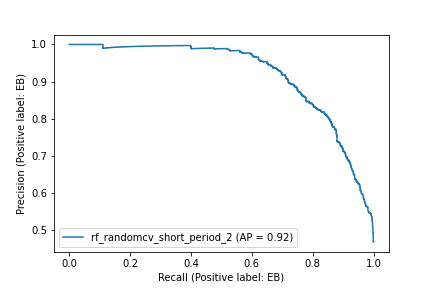 1.0
0.9
0.8
0.7
0.6
0.5
Precision (Positive label: EB)
rf_randomcv_short_period_2 (AP = 0.92)
0.0 0.2 0.4 0.6 0.8 1.0
Recall (Positive label: EB)